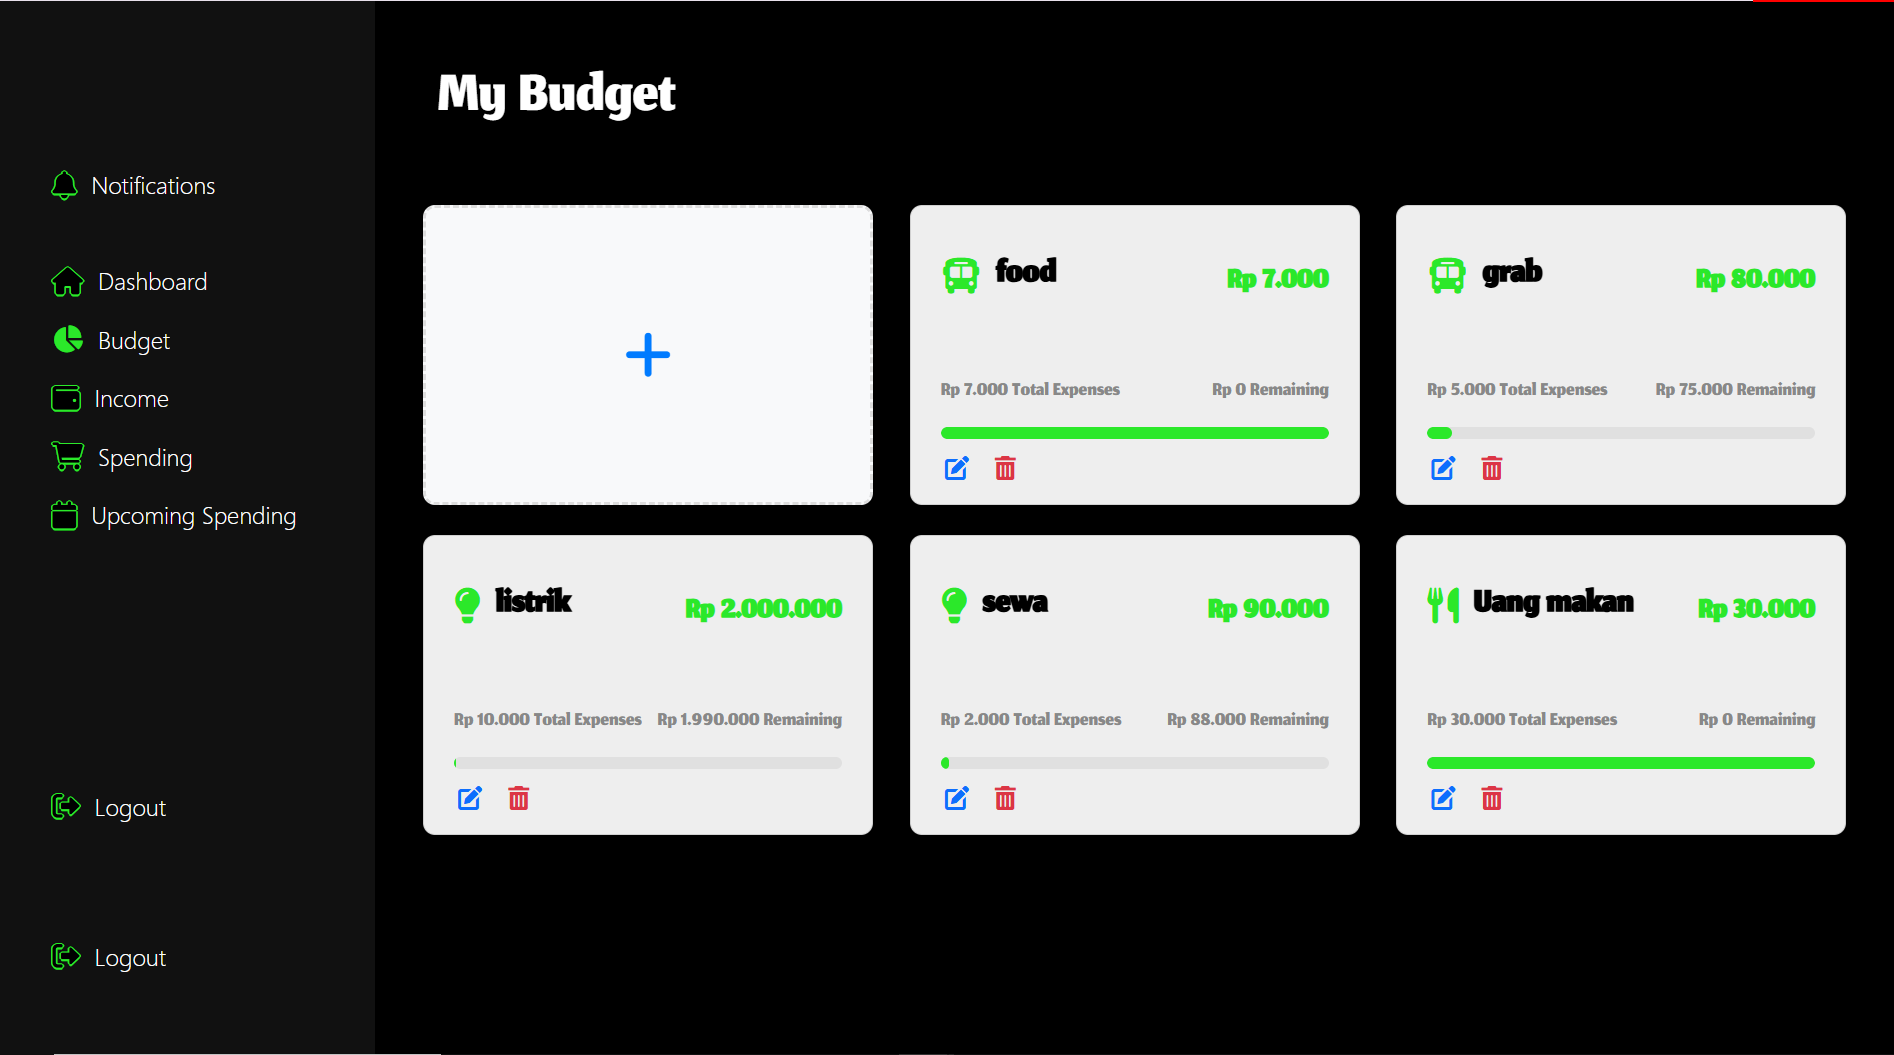 My Budget
Notifications
Dashboard
Budget
Income
Spending
Upcoming Spending
Logout
Logout
food
Rp 7.000
Rp 7.000 Total Expenses
Rp 0 Remaining
grab
Rp 80.000
Rp 5.000 Total Expenses
Rp 75.000 Remaining
listrik
Rp 2.000.000
Rp 10.000 Total Expenses
Rp 1.990.000 Remaining
sewa
Rp 90.000
Rp 2.000 Total Expenses
Rp 88.000 Remaining
Uang makan
Rp 30.000
Rp 30.000 Total Expenses
Rp 0 Remaining